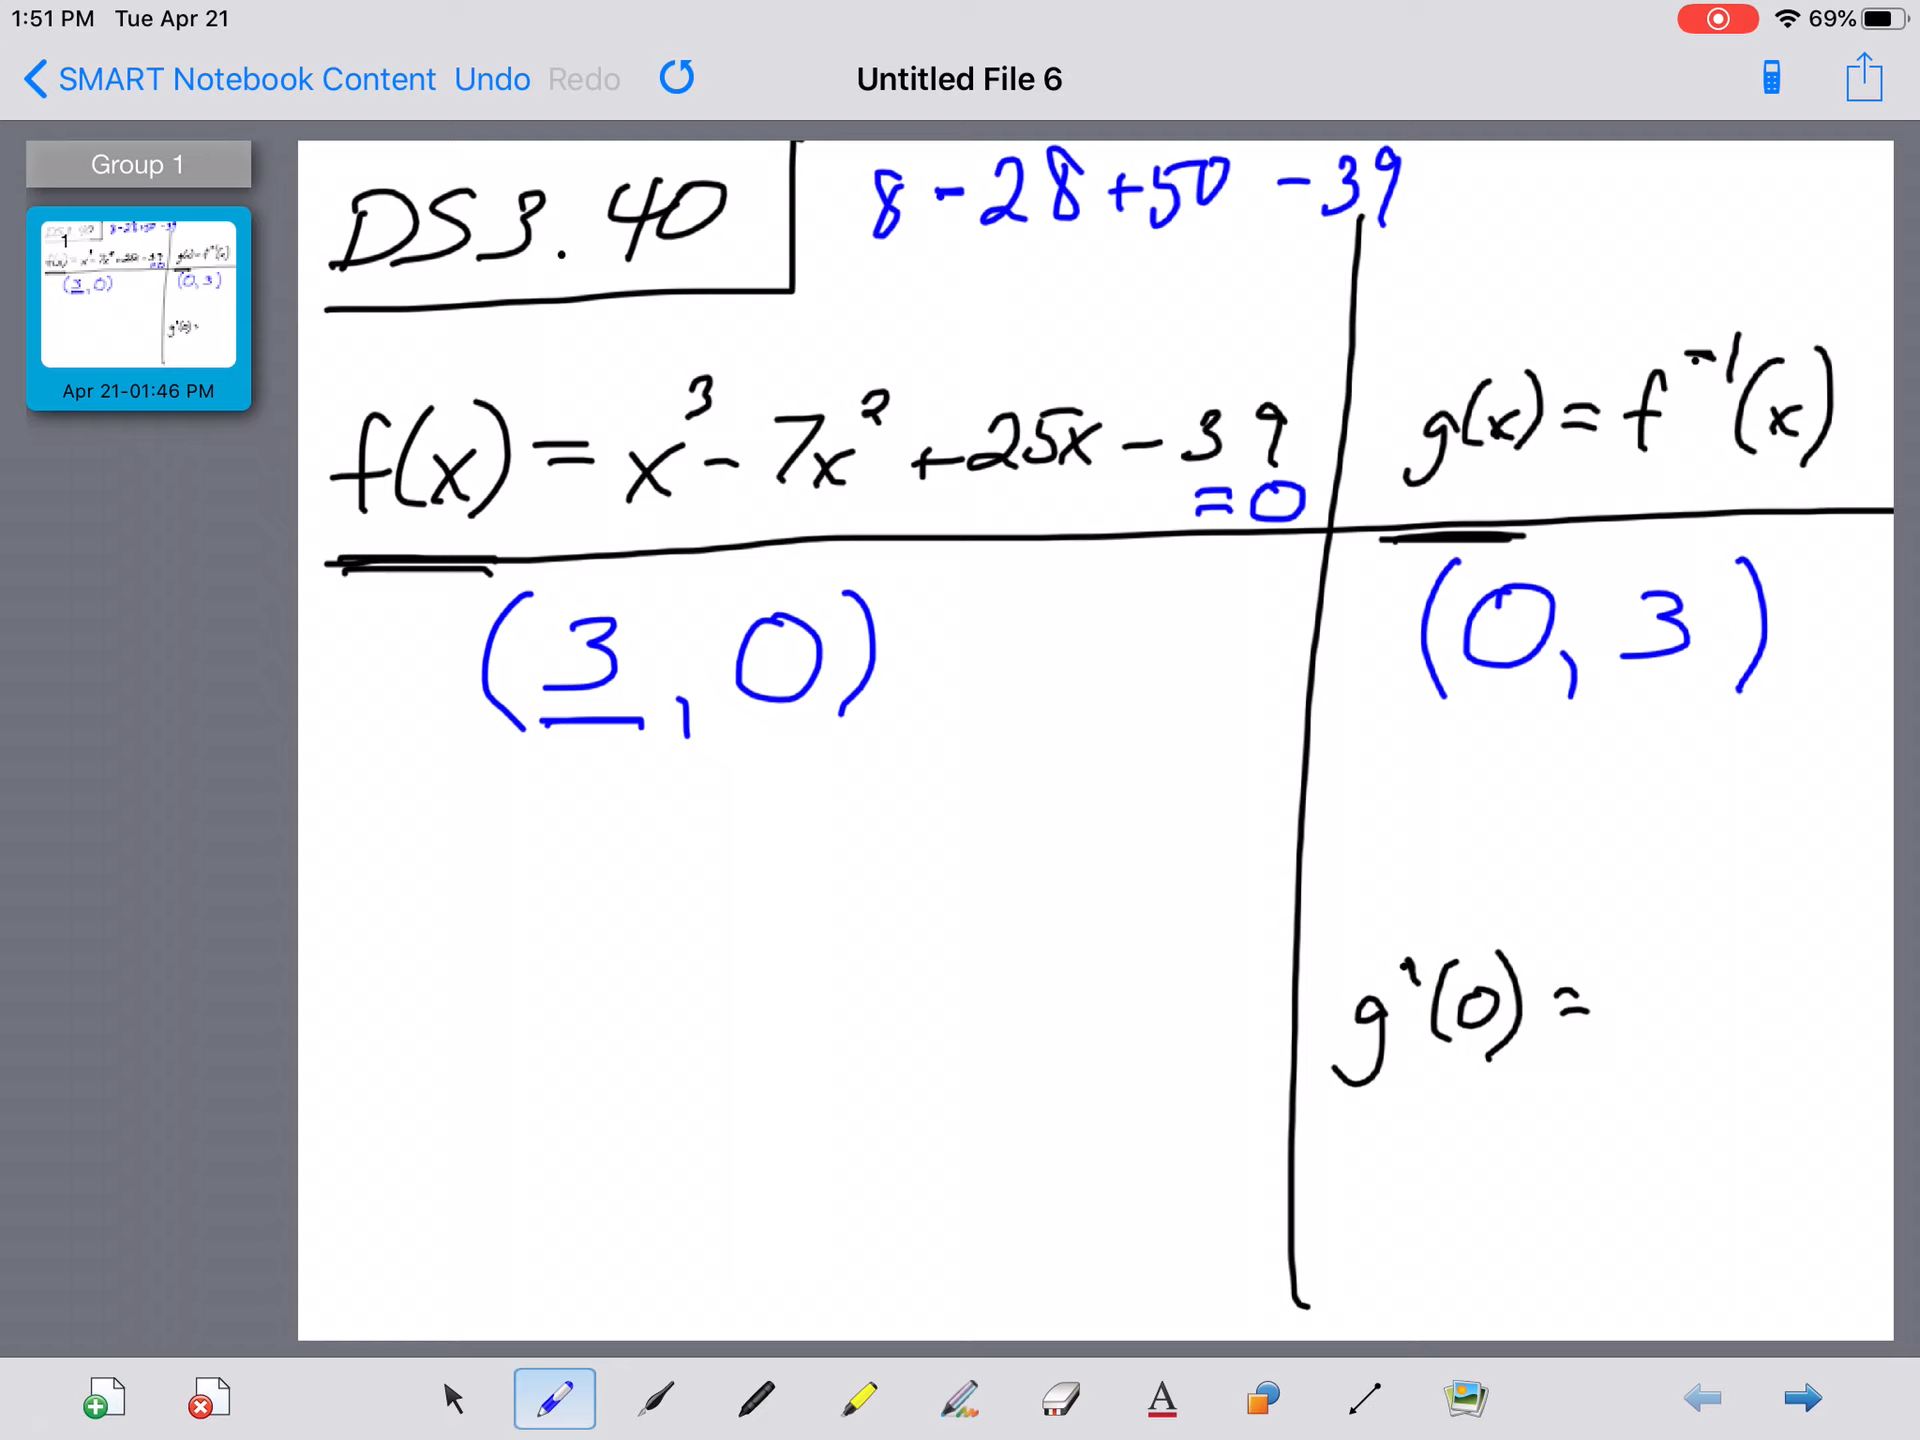 1:51 PM Tue Apr 21
69%
SMART Notebook Content Undo Redo
Untitled File 6
Group 1
1
Apr 21-01:46 PM
DS3.40
8 - 28 + 50 - 39
f(x) = x³ - 7x² + 25x - 39
= 0
g(x) = f⁻¹(x)
(3, 0)
(0, 3)
g'(0) =